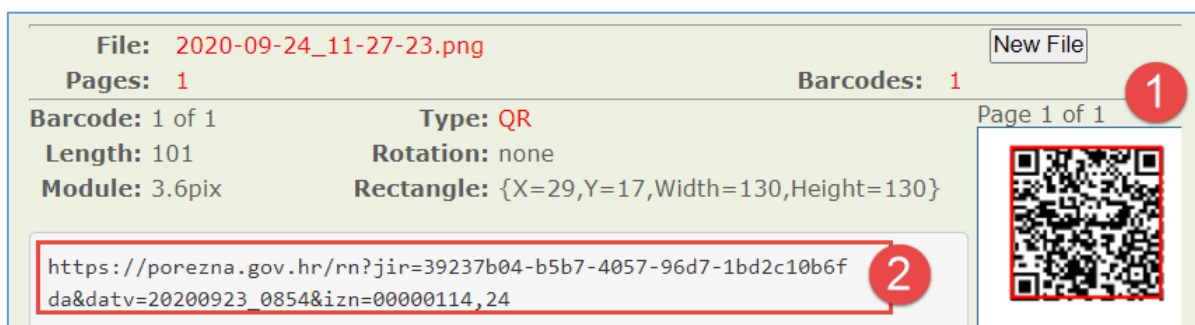 File: 2020-09-24_11-27-23.png New File
Pages: 1 Barcodes: 1
1
Barcode: 1 of 1 Type: QR Page 1 of 1
Length: 101 Rotation: none
Module: 3.6pix Rectangle: {X=29,Y=17,Width=130,Height=130}
https://porezna.gov.hr/rn?jir=39237b04-b5b7-4057-96d7-1bd2c10b6f
2
da&datv=20200923_0854&izn=00000114,24